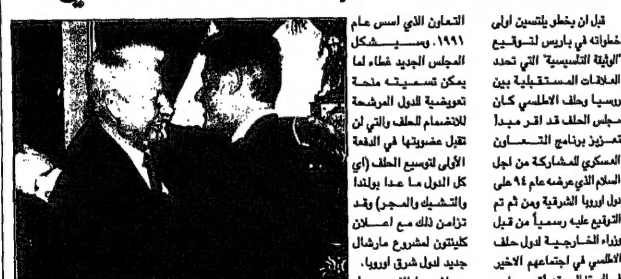 قبل ان يخطو يلتسين اولى
خطواته في باريس لتوقيع
"الوثيقة التأسيسية" التي تحدد
العلاقات المستقبلية بين
روسيا وحلف الاطلسي كان
مجلس الحلف قد اقر مبدأ
تعزيز برنامج التعاون
العسكري للمشاركة من اجل
السلام الذي عرضه عام ٩٤ على
دول اوروبا الشرقية ومن ثم تم
التوقيع عليه رسمياً من قبل
وزراء الخارجية لدول حلف
الاطلسي في اجتماعهم الاخير
التعاون الذي اسس عام
١٩٩١. وسيشكل
المجلس الجديد غطاء لما
يمكن تسميته منحة
تعويضية للدول المرشحة
للانضمام للحلف والتي لن
تقبل عضويتها في الدفعة
الأولى لتوسيع الحلف (اي
كل الدول ما عدا بولندا
والتشيك والمجر) وقد
تزامن ذلك مع اعلان
كلينتون لمشروع مارشال
جديد لدول شرق اوروبا.